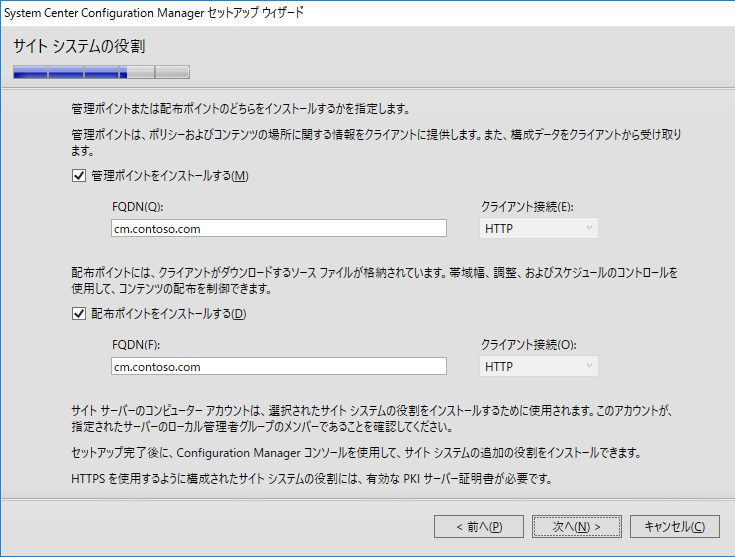 System Center Configuration Manager セットアップ ウィザード
サイト システムの役割
管理ポイントまたは配布ポイントのどちらをインストールするかを指定します。
管理ポイントは、ポリシーおよびコンテンツの場所に関する情報をクライアントに提供します。また、構成データをクライアントから受け取り
ます。
管理ポイントをインストールする(M)
FQDN(Q): クライアント接続(E):
cm.contoso.com HTTP
配布ポイントには、クライアントがダウンロードするソース ファイルが格納されています。帯域幅、調整、およびスケジュールのコントロールを
使用して、コンテンツの配布を制御できます。
配布ポイントをインストールする(D)
FQDN(F): クライアント接続(O):
cm.contoso.com HTTP
サイト サーバーのコンピューター アカウントは、選択されたサイト システムの役割をインストールするために使用されます。このアカウントが、
指定されたサーバーのローカル管理者グループのメンバーであることを確認してください。
セットアップ完了後に、Configuration Manager コンソールを使用して、サイト システムの追加の役割をインストールできます。
HTTPS を使用するように構成されたサイト システムの役割には、有効な PKI サーバー証明書が必要です。
< 前へ(P) 次へ(N) > キャンセル(C)